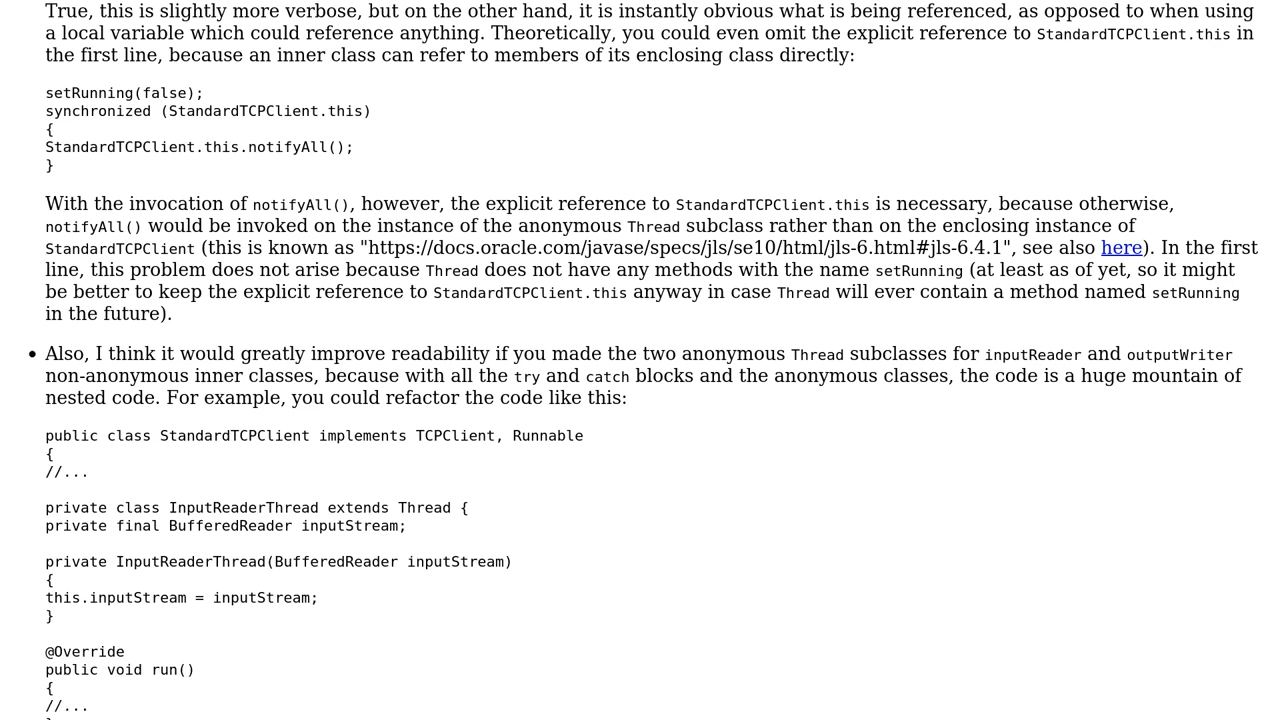 True, this is slightly more verbose, but on the other hand, it is instantly obvious what is being referenced, as opposed to when using
a local variable which could reference anything. Theoretically, you could even omit the explicit reference to StandardTCPClient.this in
the first line, because an inner class can refer to members of its enclosing class directly:
setRunning(false);
synchronized (StandardTCPClient.this)
{
StandardTCPClient.this.notifyAll();
}
With the invocation of notifyAll(), however, the explicit reference to StandardTCPClient.this is necessary, because otherwise,
notifyAll() would be invoked on the instance of the anonymous Thread subclass rather than on the enclosing instance of
StandardTCPClient (this is known as "https://docs.oracle.com/javase/specs/jls/se10/html/jls-6.html#jls-6.4.1", see also here). In the first
line, this problem does not arise because Thread does not have any methods with the name setRunning (at least as of yet, so it might
be better to keep the explicit reference to StandardTCPClient.this anyway in case Thread will ever contain a method named setRunning
in the future).
• Also, I think it would greatly improve readability if you made the two anonymous Thread subclasses for inputReader and outputWriter
non-anonymous inner classes, because with all the try and catch blocks and the anonymous classes, the code is a huge mountain of
nested code. For example, you could refactor the code like this:
public class StandardTCPClient implements TCPClient, Runnable
{
//...
private class InputReaderThread extends Thread {
private final BufferedReader inputStream;
private InputReaderThread(BufferedReader inputStream)
{
this.inputStream = inputStream;
}
@Override
public void run()
{
//...